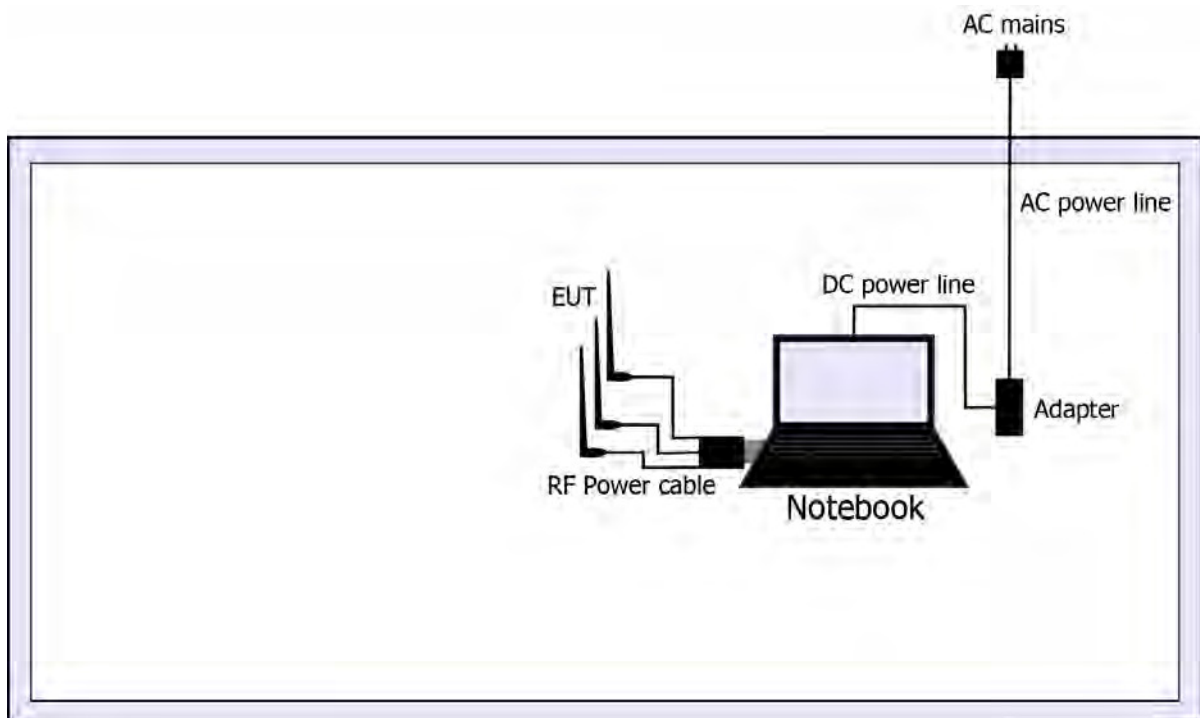 AC mains
AC power line
DC power line
EUT
Adapter
RF Power cable
Notebook